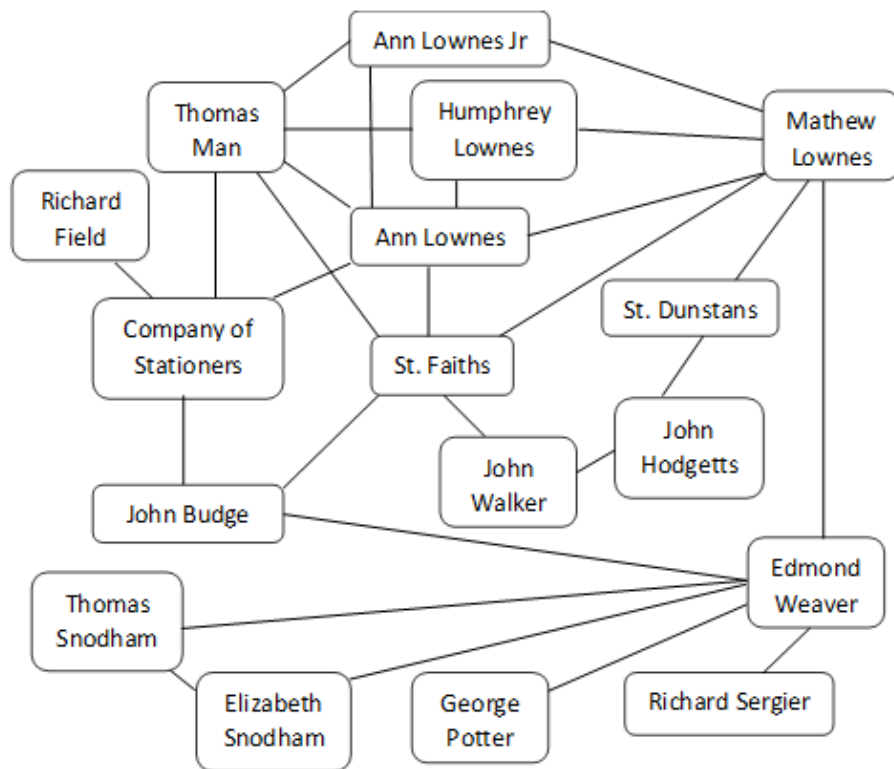 Ann Lownes Jr
Thomas
Man
Humphrey
Lownes
Mathew
Lownes
Richard
Field
Ann Lownes
Company of
Stationers
St. Dunstans
St. Faiths
John
Walker
John
Hodgetts
John Budge
Edmond
Weaver
Thomas
Snodham
Elizabeth
Snodham
George
Potter
Richard Sergier